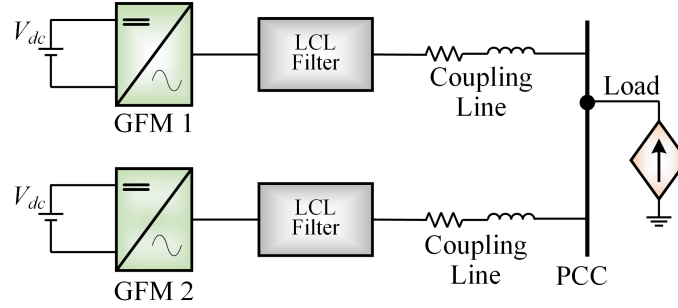 V_dc
GFM 1
LCL
Filter
Coupling
Line
Load
V_dc
GFM 2
LCL
Filter
Coupling
Line
PCC